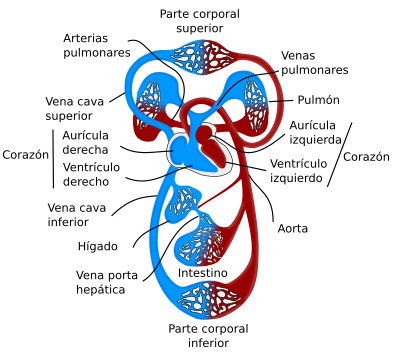 Parte corporal
superior
Arterias
pulmonares
Venas
pulmonares
Pulmón
Vena cava
superior
Aurícula
derecha
Corazón
Ventrículo
derecho
Aurícula
izquierda
Corazón
Ventrículo
izquierdo
Vena cava
inferior
Aorta
Hígado
Vena porta
hepática
Intestino
Parte corporal
inferior